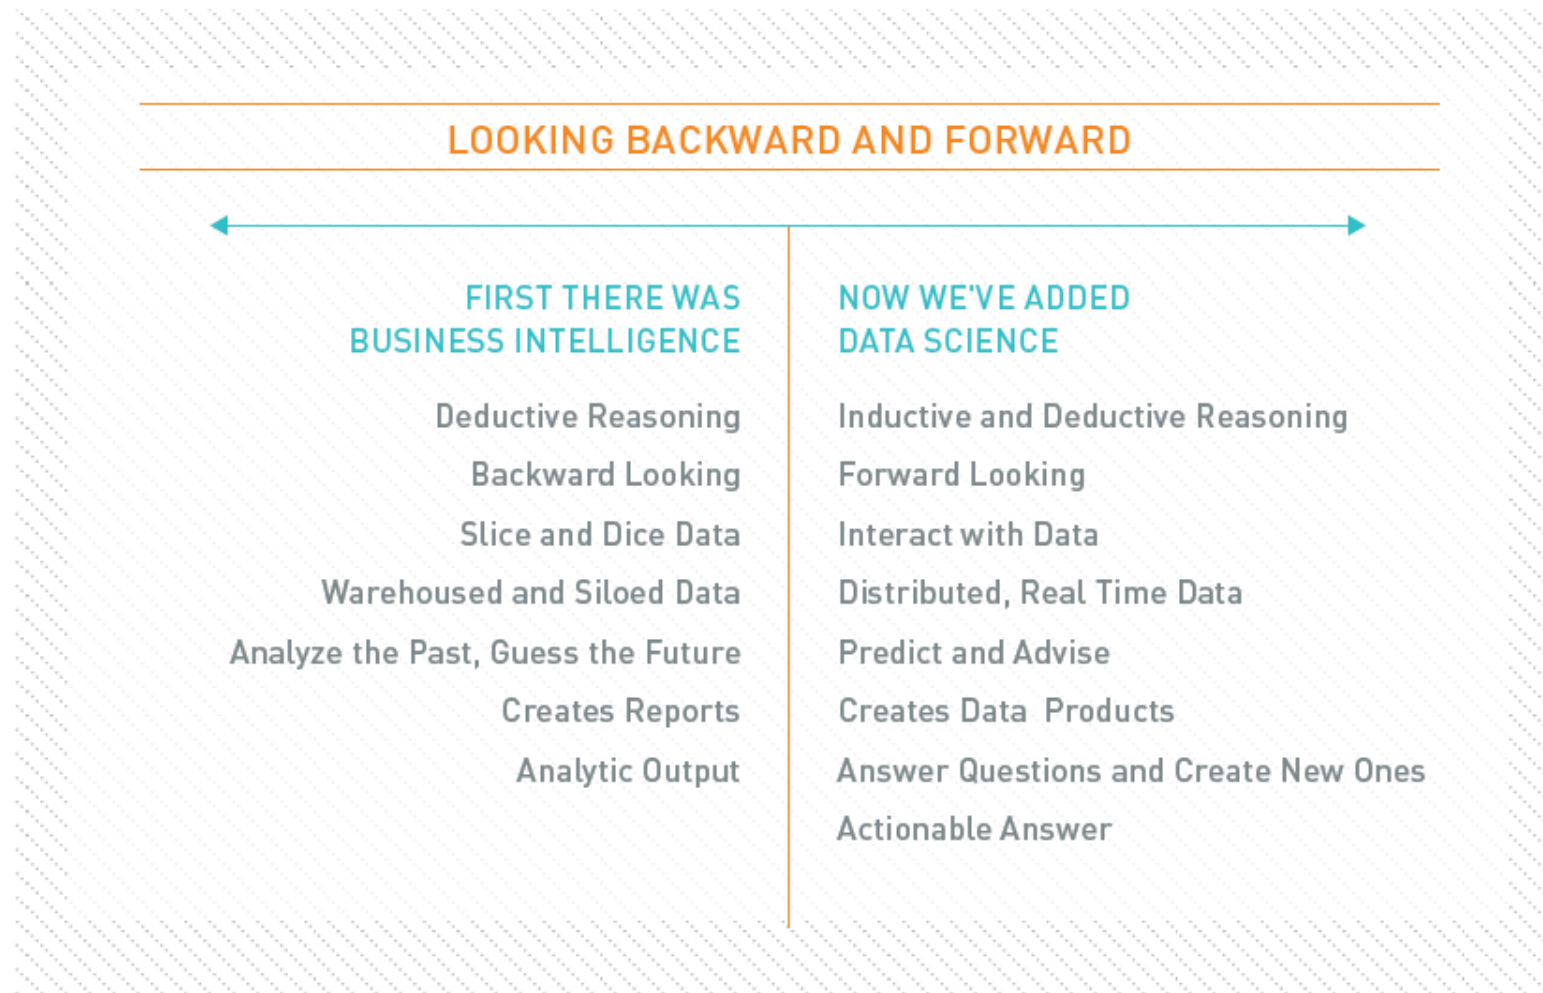 LOOKING BACKWARD AND FORWARD
FIRST THERE WAS
BUSINESS INTELLIGENCE
Deductive Reasoning
Backward Looking
Slice and Dice Data
Warehoused and Siloed Data
Analyze the Past, Guess the Future
Creates Reports
Analytic Output
NOW WE'VE ADDED
DATA SCIENCE
Inductive and Deductive Reasoning
Forward Looking
Interact with Data
Distributed, Real Time Data
Predict and Advise
Creates Data  Products
Answer Questions and Create New Ones
Actionable Answer